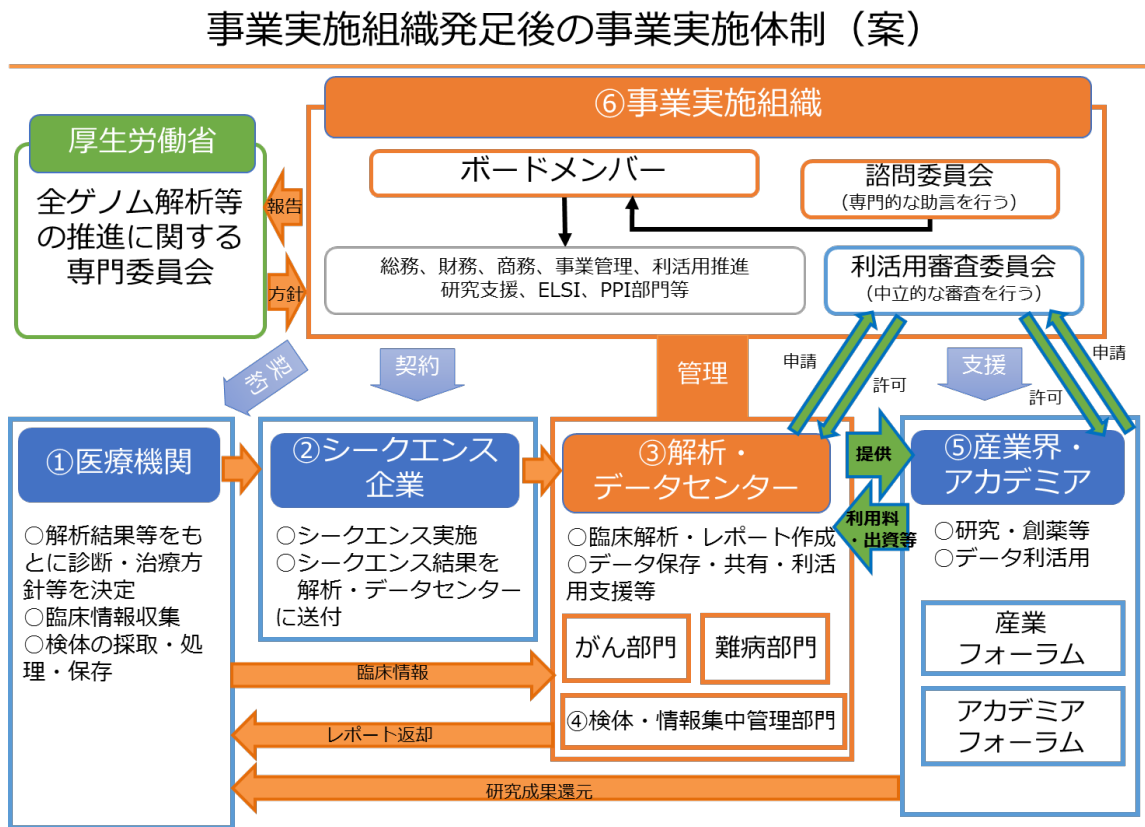 事業実施組織発足後の事業実施体制（案）
⑥事業実施組織
厚生労働省
全ゲノム解析等
の推進に関する
専門委員会
報告
方針
ボードメンバー
諮問委員会
（専門的な助言を行う）
総務、財務、商務、事業管理、利活用推進
研究支援、ELSI、PPI部門等
利活用審査委員会
（中立的な審査を行う）
契約
契約
管理
支援
申請
許可
申請
許可
①医療機関
○解析結果等をも
とに診断・治療方
針等を決定
○臨床情報収集
○検体の採取・処
理・保存
②シークエンス
企業
○シークエンス実施
○シークエンス結果を
解析・データセンター
に送付
③解析・
データセンター
○臨床解析・レポート作成
○データ保存・共有・利活
用支援等
がん部門
難病部門
④検体・情報集中管理部門
提供
利用料
・出資等
⑤産業界・
アカデミア
○研究・創薬等
○データ利活用
産業
フォーラム
アカデミア
フォーラム
臨床情報
レポート返却
研究成果還元